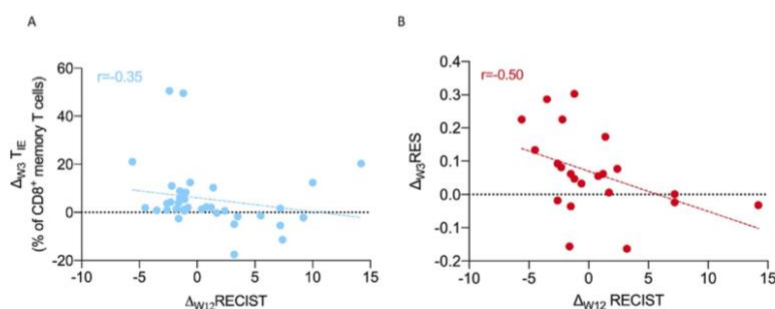 A
B
r=-0.35
r=-0.50
ΔW3 TIE
(% of CD8+ memory T cells)
60
40
20
0
-20
-10
-5
0
5
10
15
ΔW12RECIST
ΔW3RES
0.4
0.3
0.2
0.1
0.0
-0.1
-0.2
-10
-5
0
5
10
15
ΔW12 RECIST